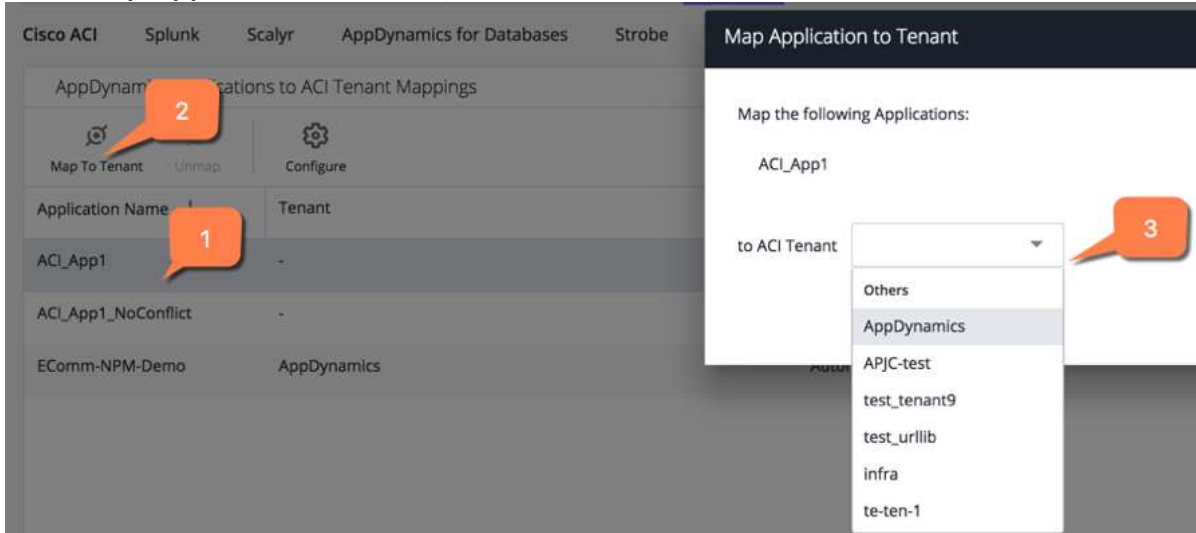 Cisco ACI Splunk Scalyr AppDynamics for Databases Strobe
AppDynam cations to ACI Tenant Mappings
2
Map To Tenant Unmap Configure
Application Name Tenant
1
ACI_App1 -
ACI_App1_NoConflict -
EComm-NPM-Demo AppDynamics
Map Application to Tenant
Map the following Applications:
ACI_App1
to ACI Tenant
3
Others
AppDynamics
APJC-test
test_tenant9
test_urllib
infra
te-ten-1